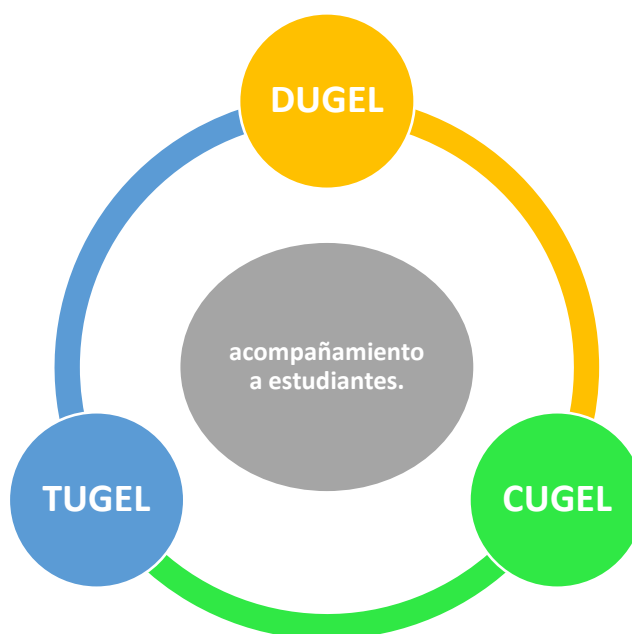 DUGEL
acompañamiento
a estudiantes.
TUGEL
CUGEL